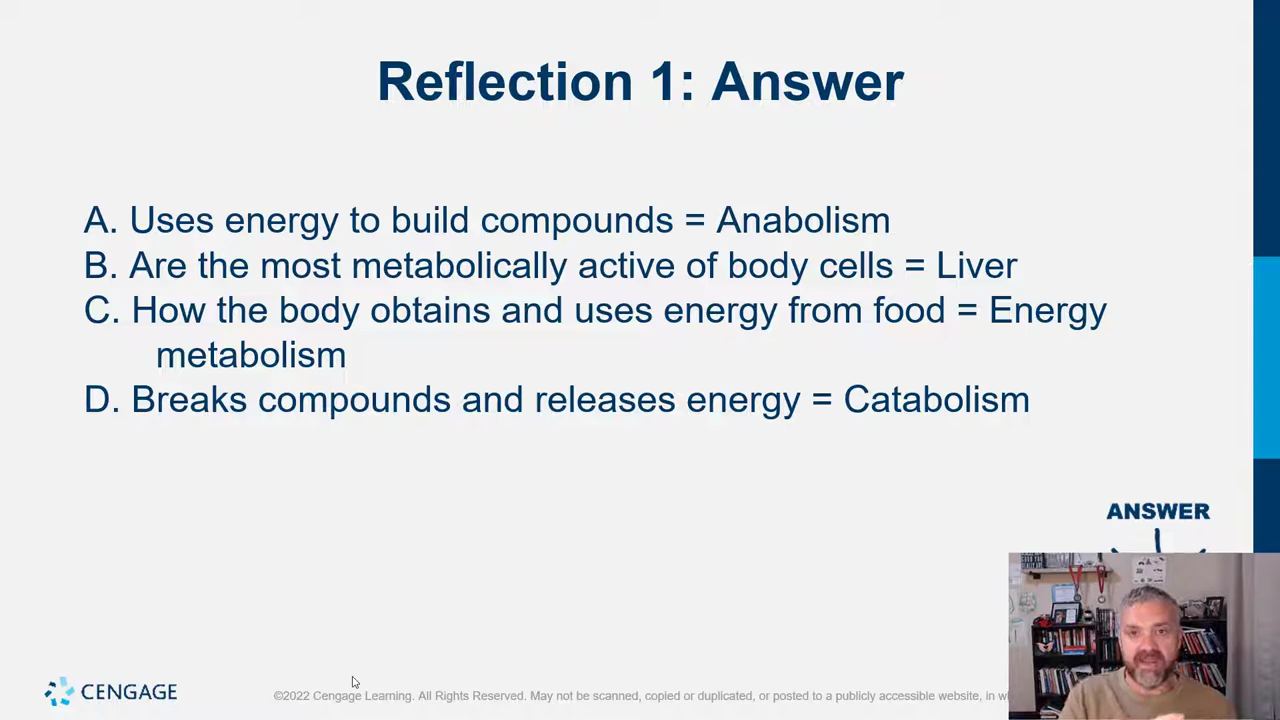 Reflection 1: Answer
A. Uses energy to build compounds = Anabolism
B. Are the most metabolically active of body cells = Liver
C. How the body obtains and uses energy from food = Energy
metabolism
D. Breaks compounds and releases energy = Catabolism
ANSWER
CENGAGE
©2022 Cengage Learning. All Rights Reserved. May not be scanned, copied or duplicated, or posted to a publicly accessible website, in